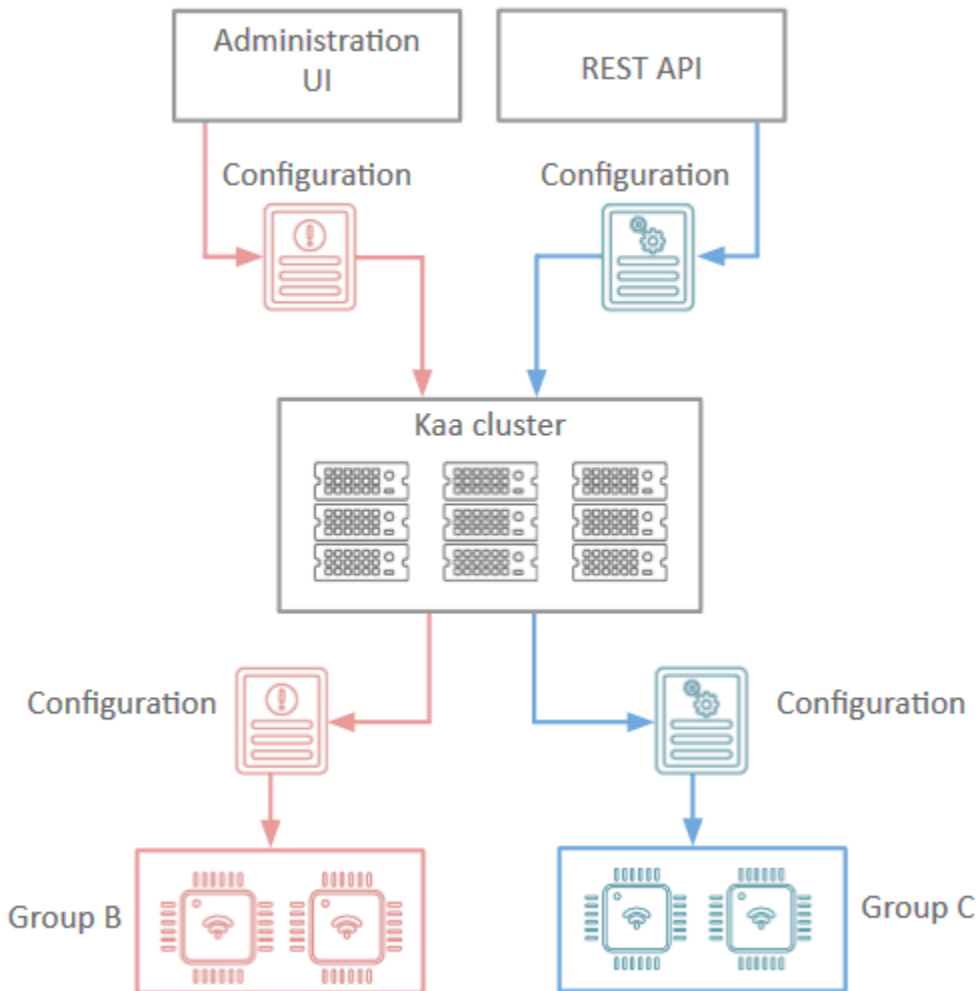 Administration
UI
REST API
Configuration
Configuration
Kaa cluster
Configuration
Configuration
Group B
Group C